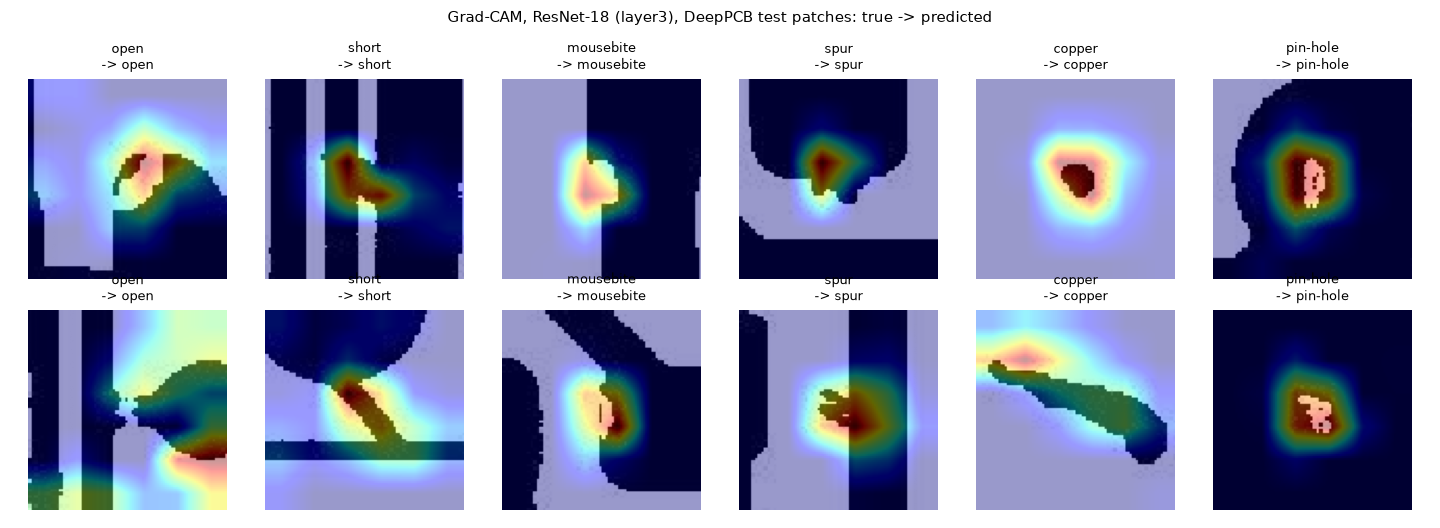 Grad-CAM, ResNet-18 (layer3), DeepPCB test patches: true -> predicted
open short mousebite spur copper pin-hole
-> open -> short -> mousebite -> spur -> copper -> pin-hole
open short mousebite spur copper pin-hole
-> open -> short -> mousebite -> spur -> copper -> pin-hole